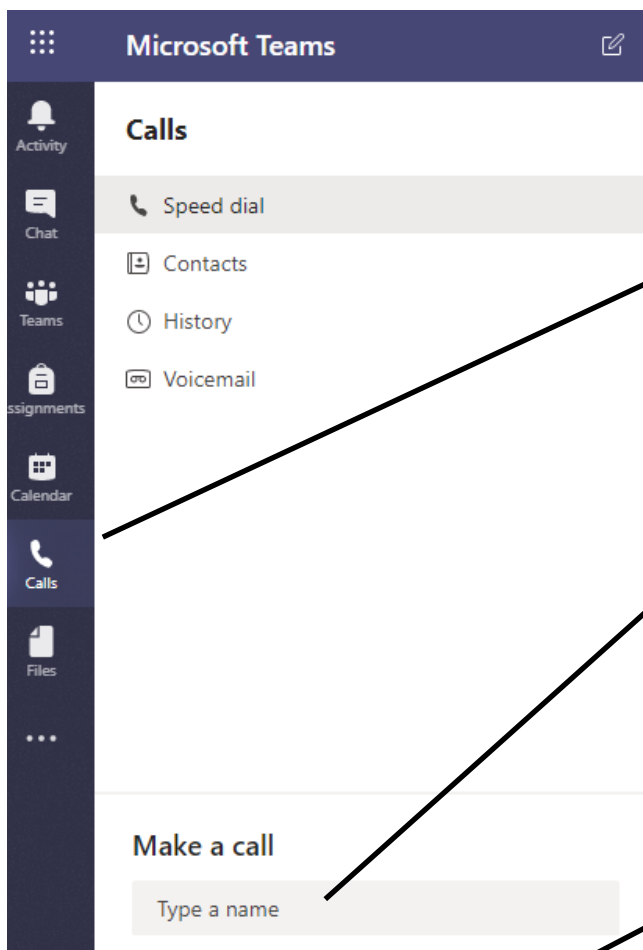 Microsoft Teams
Activity
Chat
Teams
ssignments
Calendar
Calls
Files
Calls
Speed dial
Contacts
History
Voicemail
Make a call
Type a name